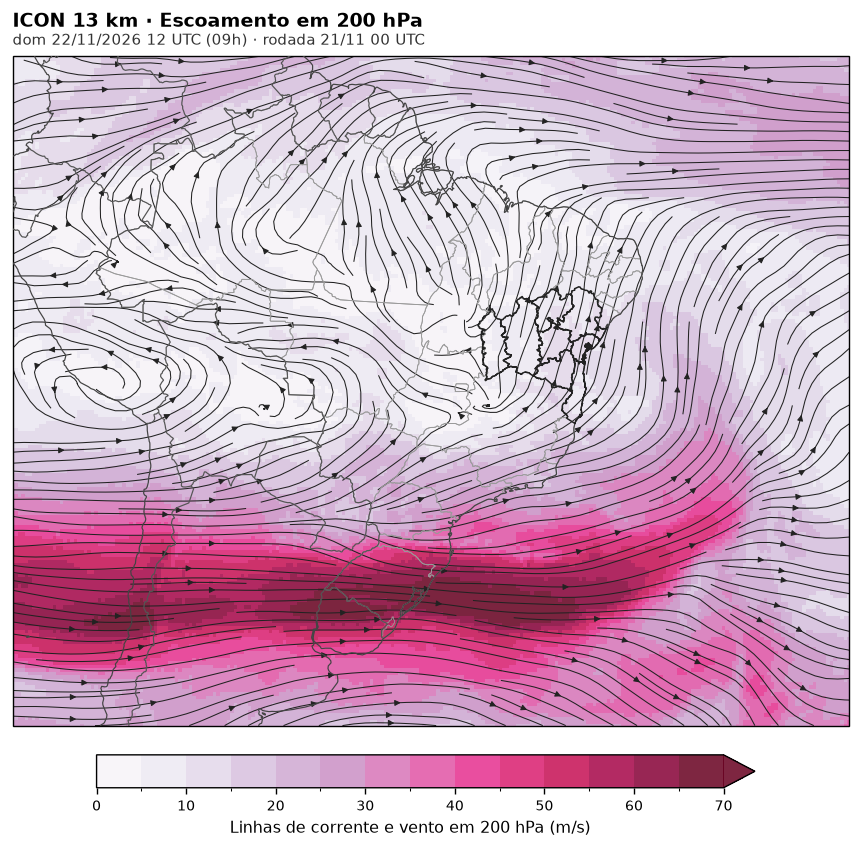 ICON 13 km · Escoamento em 200 hPa
dom 22/11/2026 12 UTC (09h) · rodada 21/11 00 UTC
0 10 20 30 40 50 60 70
Linhas de corrente e vento em 200 hPa (m/s)